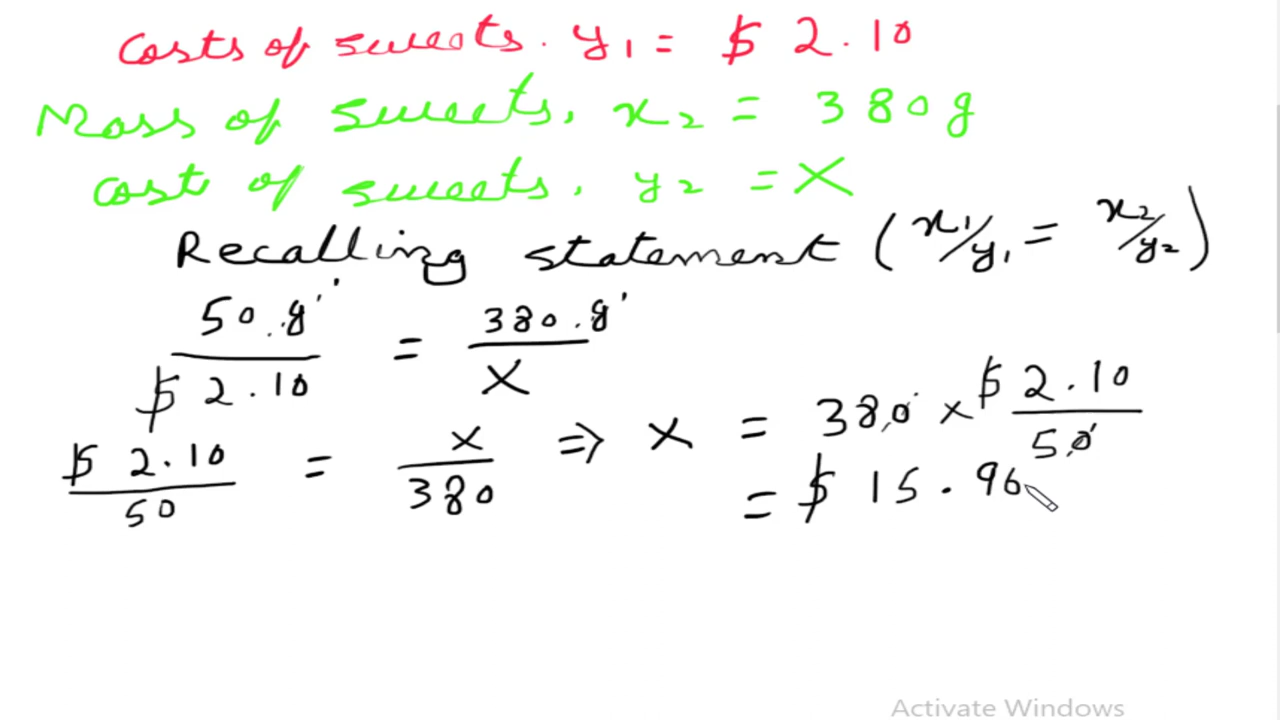 Costs of sweets. y₁ = $ 2.10
Mass of sweets, x₂ = 380g
Cost of sweets, y₂ = X
Recalling statement (x₁/y₁ = x₂/y₂)
50.g / $ 2.10 = 380.g / X
$ 2.10 / 50 = x / 380 ⇒ x = 380 × $ 2.10 / 50
= $ 15.96
Activate Windows